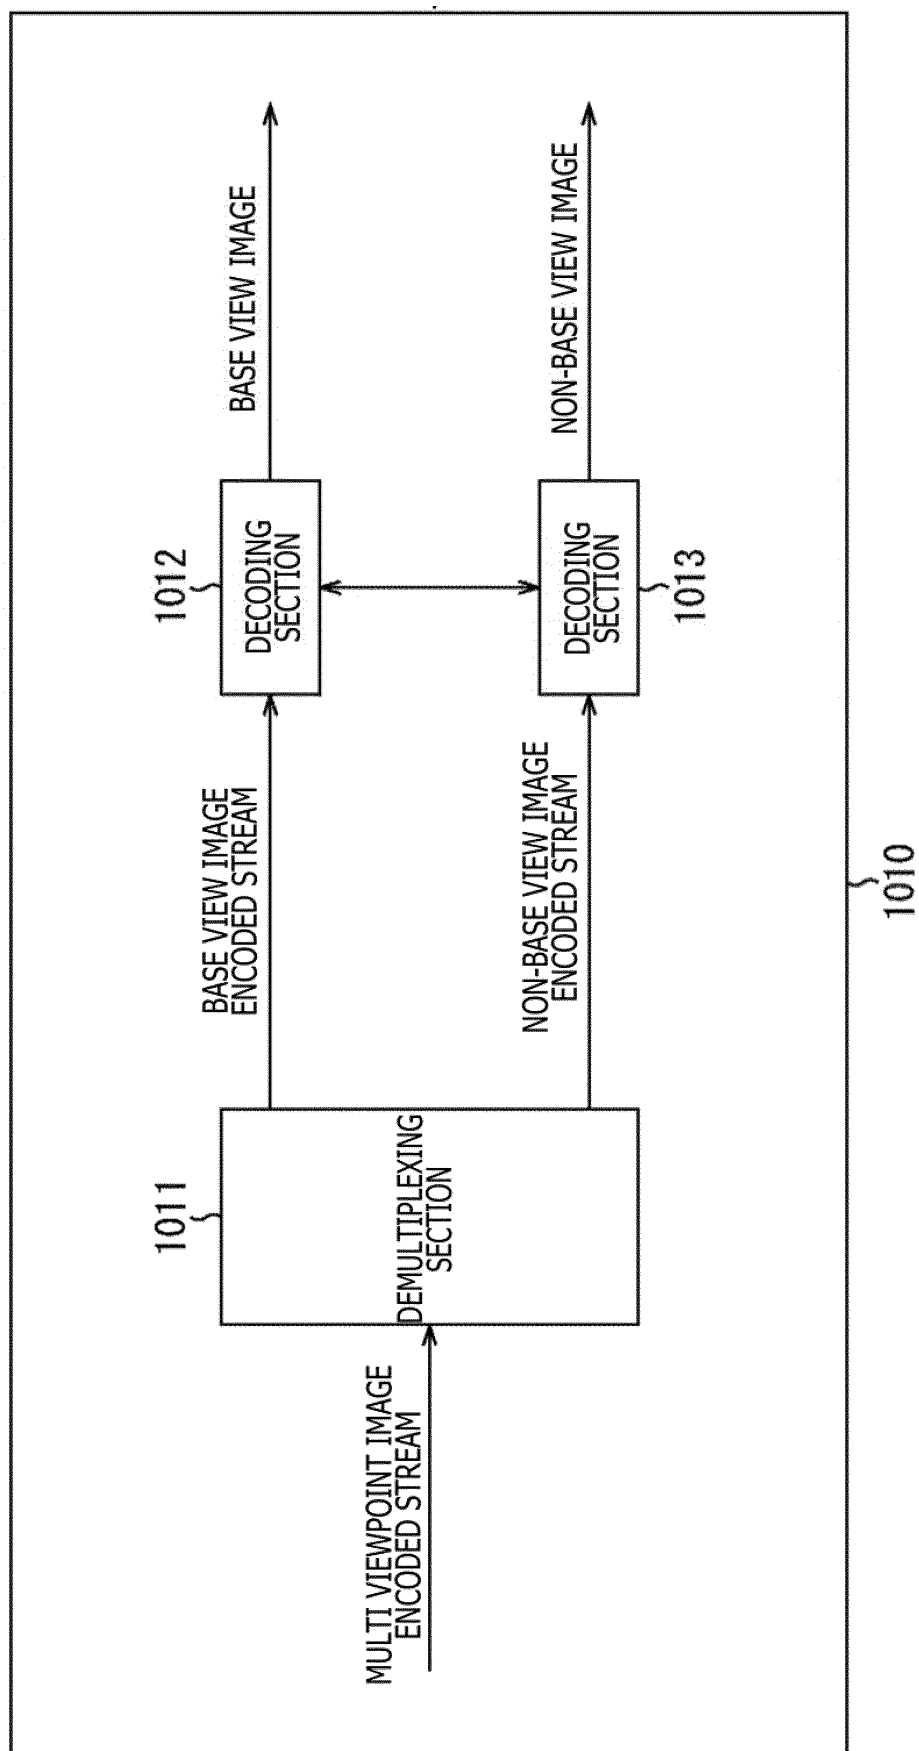 1011
1012
BASE VIEW IMAGE
ENCODED STREAM
BASE VIEW IMAGE
DECODING
SECTION
MULTI VIEWPOINT IMAGE
ENCODED STREAM
DEMULTIPLEXING
SECTION
NON-BASE VIEW IMAGE
ENCODED STREAM
NON-BASE VIEW IMAGE
DECODING
SECTION
1013
1010